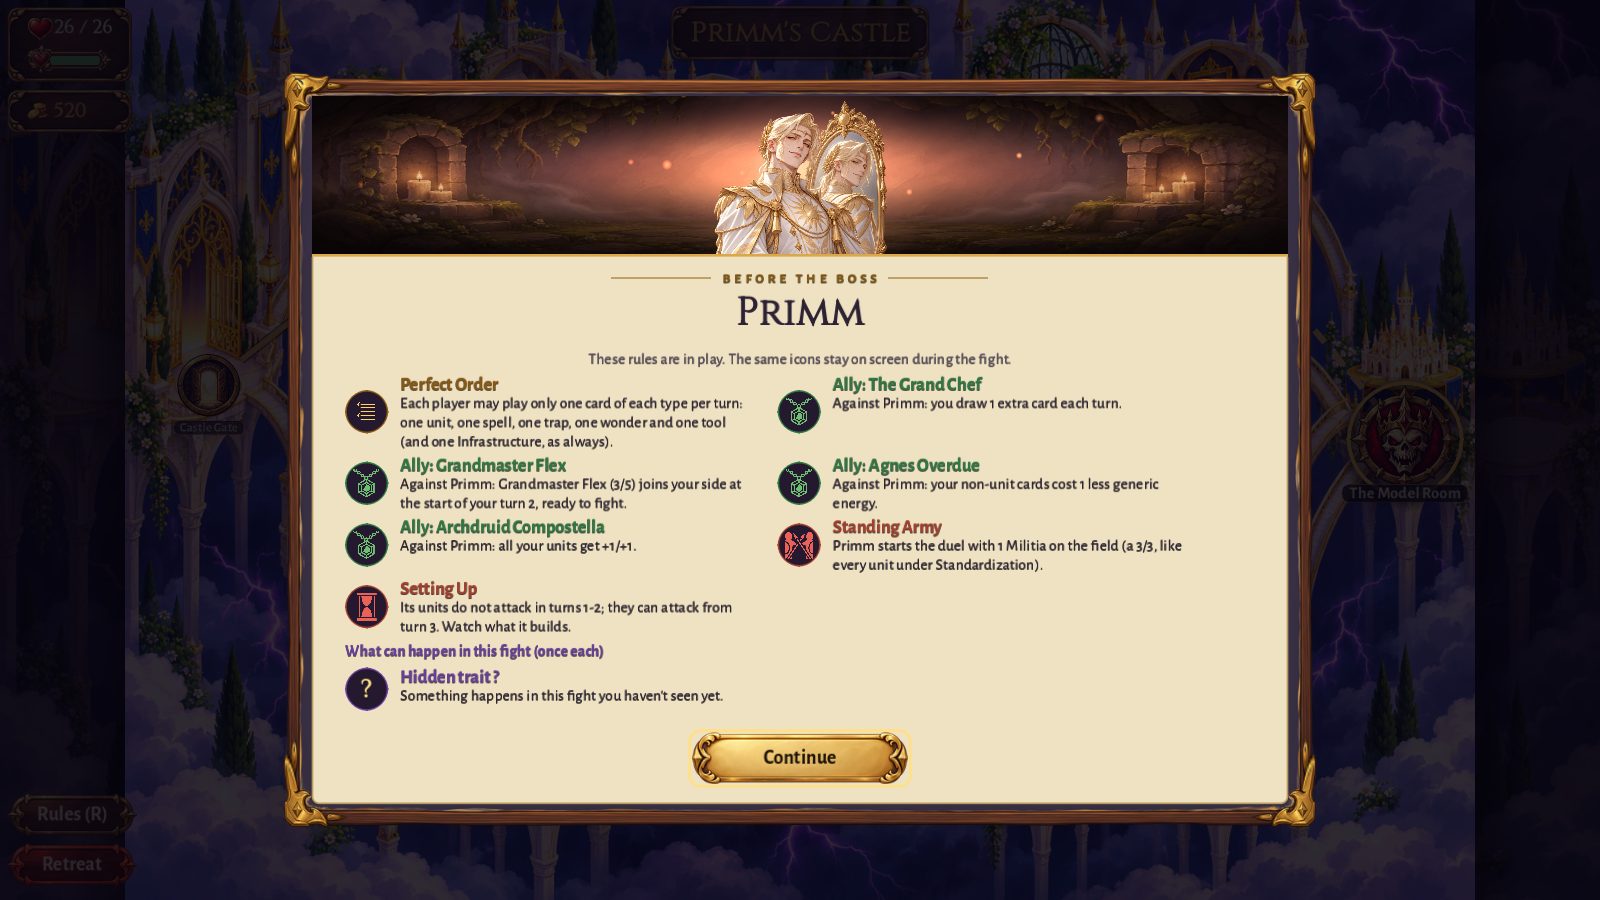 26 / 26
520
PRIMM'S CASTLE
BEFORE THE BOSS
PRIMM
These rules are in play. The same icons stay on screen during the fight.
Perfect Order
Each player may play only one card of each type per turn:
one unit, one spell, one trap, one wonder and one tool
(and one Infrastructure, as always).
Ally: The Grand Chef
Against Primm: you draw 1 extra card each turn.
Ally: Grandmaster Flex
Against Primm: Grandmaster Flex (3/5) joins your side at
the start of your turn 2, ready to fight.
Ally: Agnes Overdue
Against Primm: your non-unit cards cost 1 less generic
energy.
Ally: Archdruid Compostella
Against Primm: all your units get +1/+1.
Standing Army
Primm starts the duel with 1 Militia on the field (a 3/3, like
every unit under Standardization).
Setting Up
Its units do not attack in turns 1-2; they can attack from
turn 3. Watch what it builds.
What can happen in this fight (once each)
?
Hidden trait ?
Something happens in this fight you haven't seen yet.
Continue
Castle Gate
The Model Room
Rules (R)
Retreat